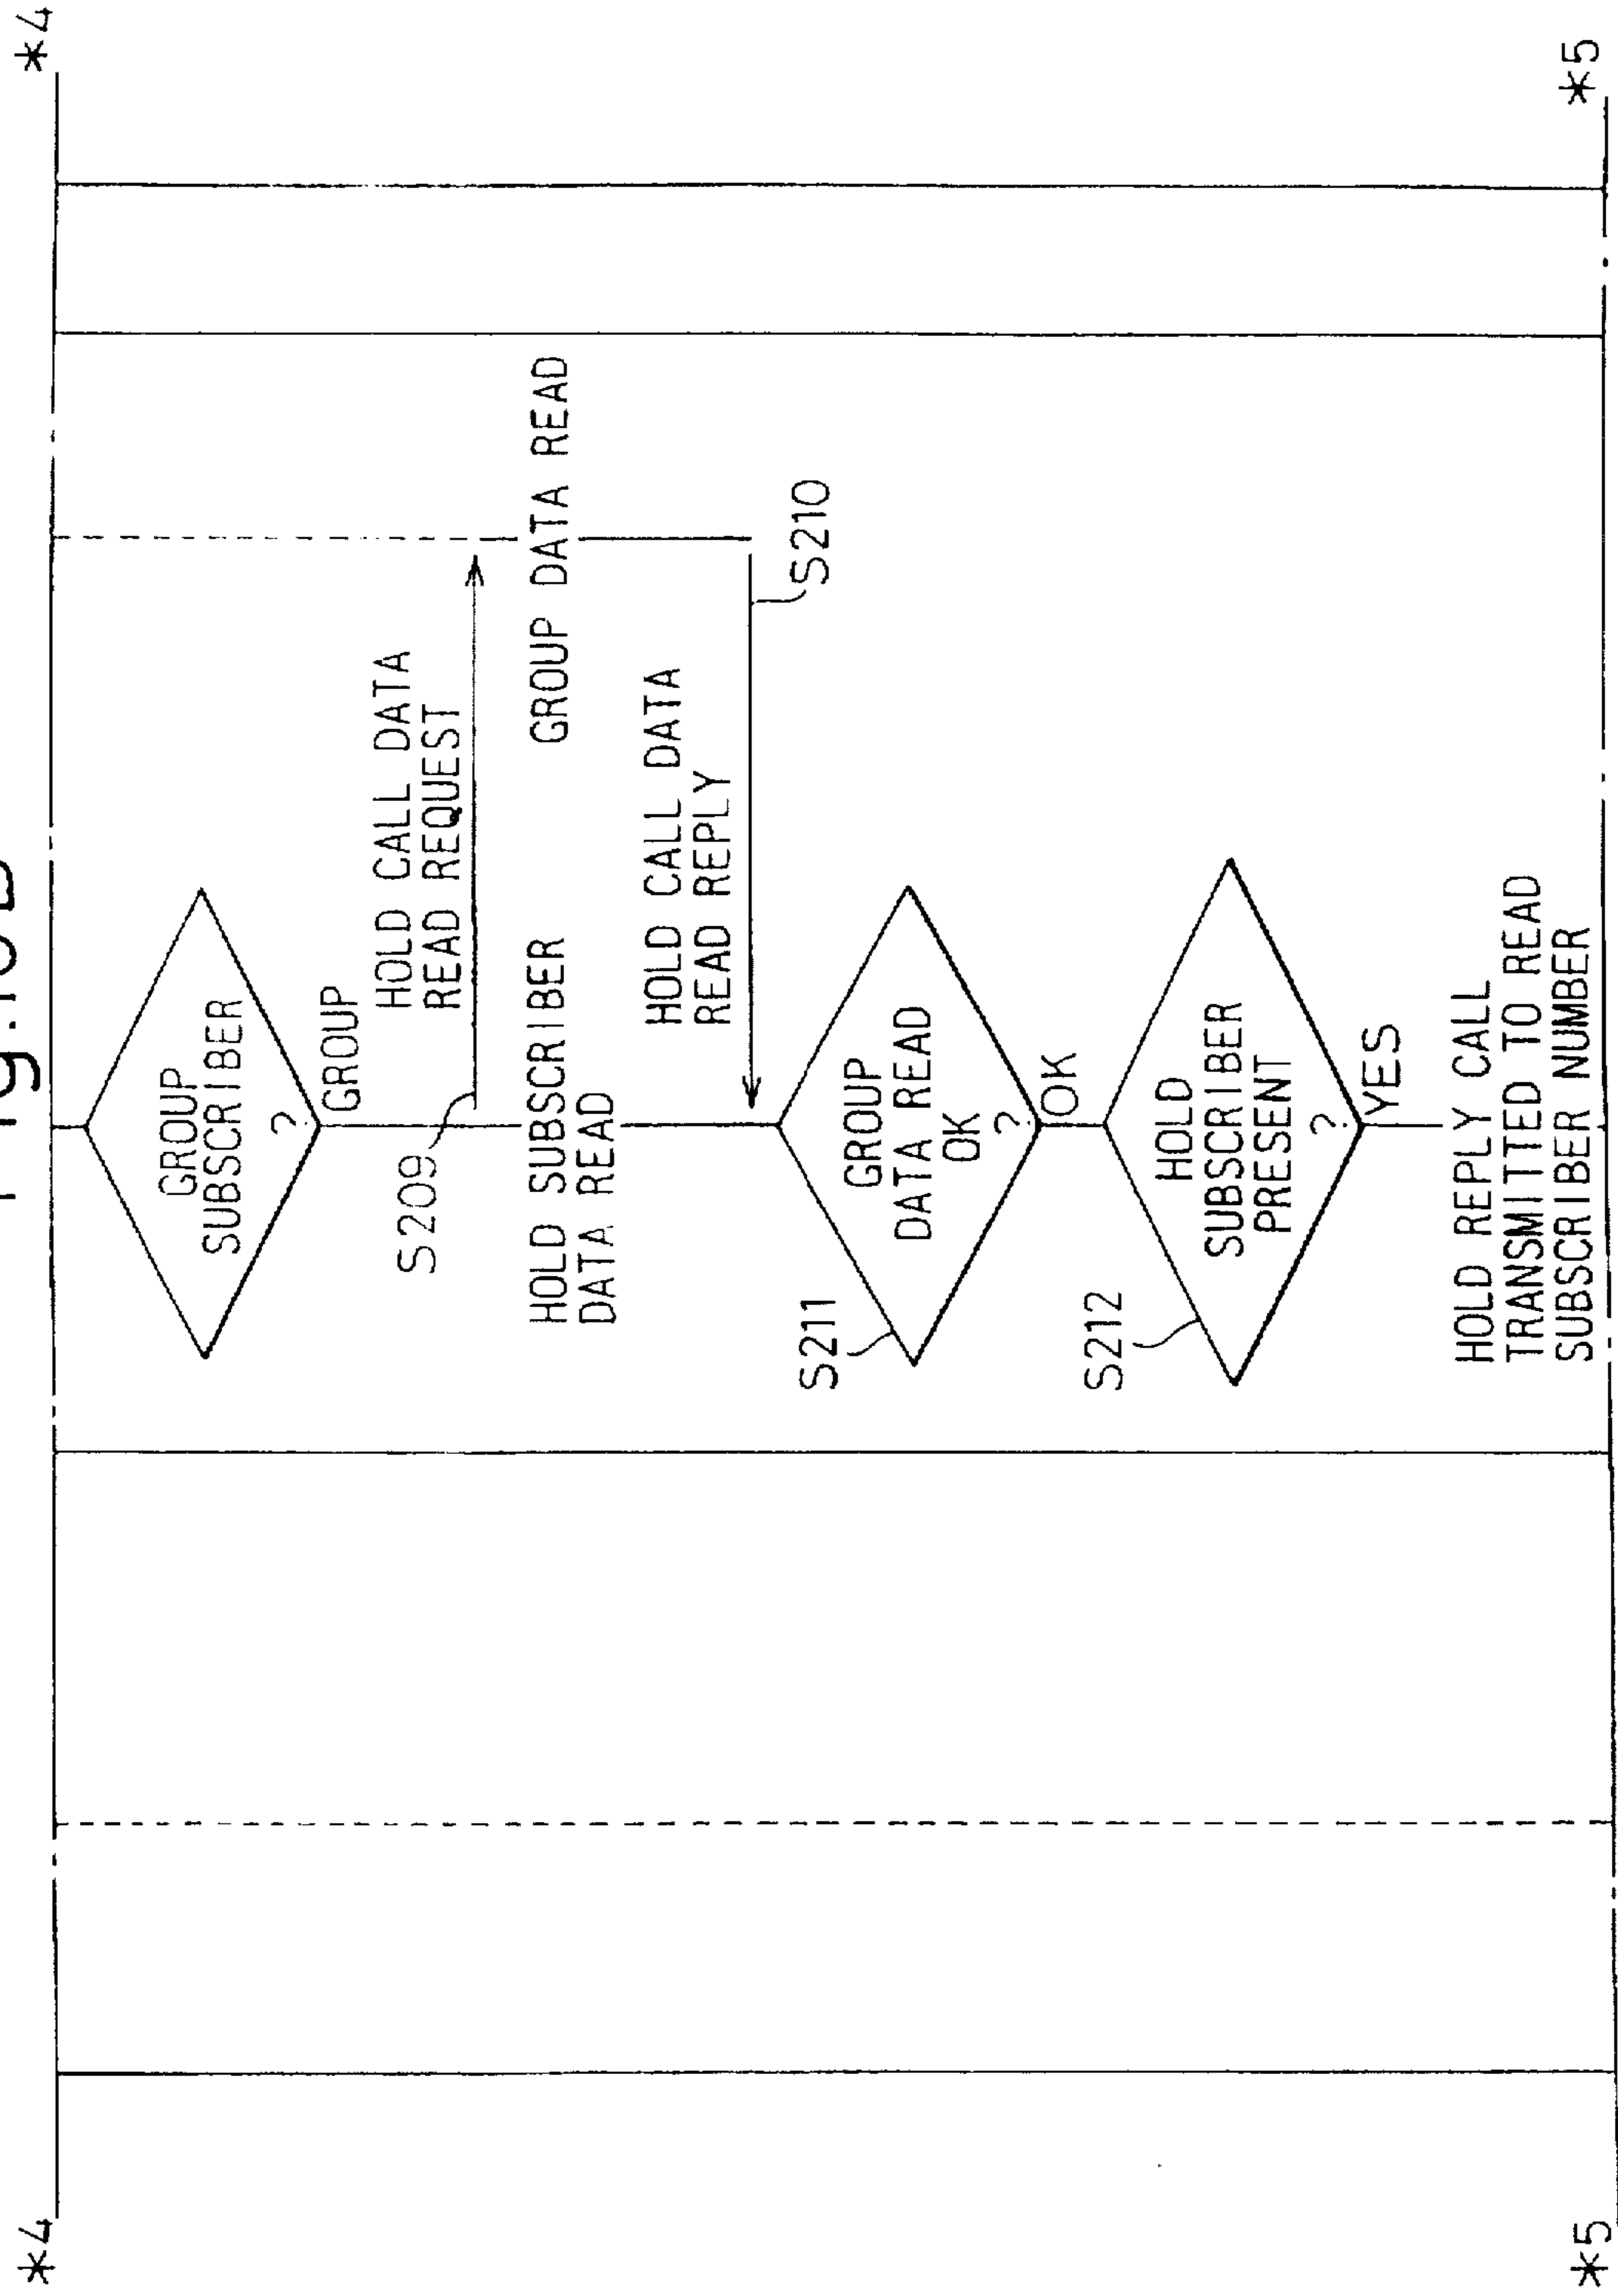 *4
*4
GROUP
SUBSCRIBER
?
GROUP
HOLD CALL DATA
READ REQUEST
S209
HOLD SUBSCRIBER
DATA READ
GROUP DATA READ
HOLD CALL DATA
READ REPLY
S210
S211
GROUP
DATA READ
OK
?
OK
S212
HOLD
SUBSCRIBER
PRESENT
?
YES
HOLD REPLY CALL
TRANSMITTED TO READ
SUBSCRIBER NUMBER
*5
*5